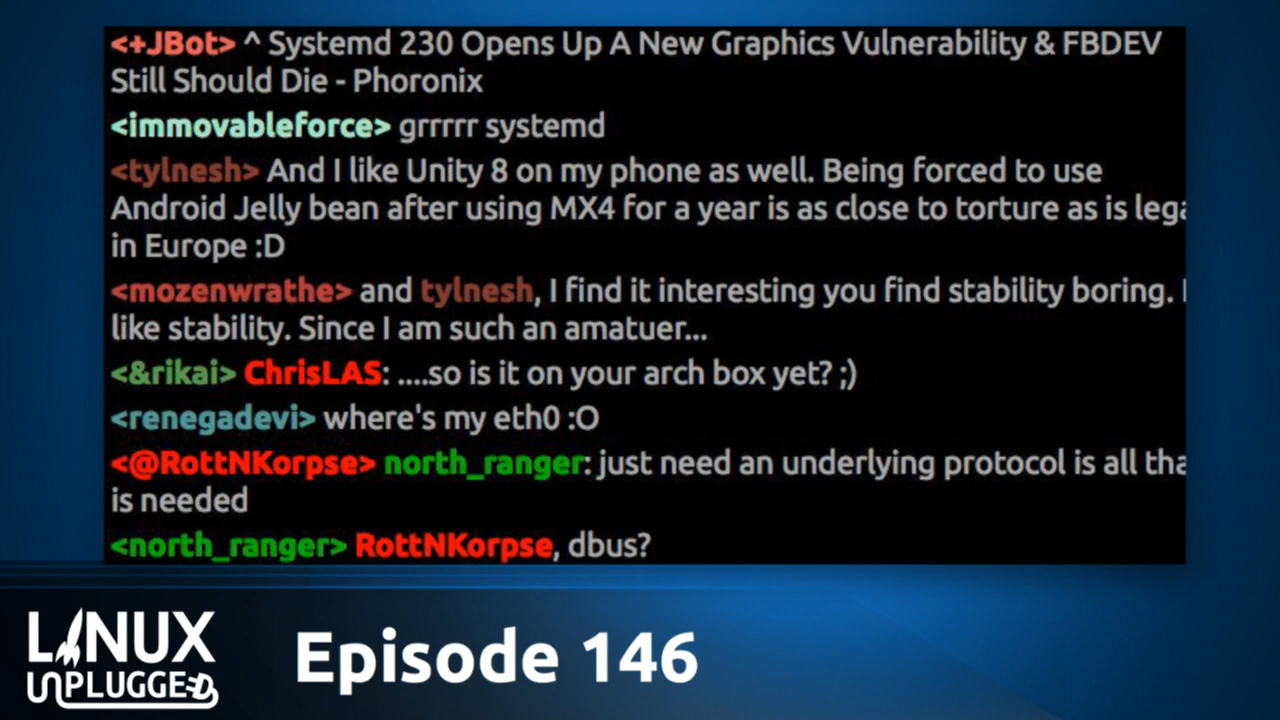 <+JBot> ^ Systemd 230 Opens Up A New Graphics Vulnerability & FBDEV
Still Should Die - Phoronix
<immovableforce> grrrrr systemd
<tylnesh> And I like Unity 8 on my phone as well. Being forced to use
Android Jelly bean after using MX4 for a year is as close to torture as is lega
in Europe :D
<mozenwrathe> and tylnesh, I find it interesting you find stability boring. I
like stability. Since I am such an amatuer...
<&rikai> ChrisLAS: ....so is it on your arch box yet? ;)
<renegadevi> where's my eth0 :O
<@RottNKorpse> north_ranger: just need an underlying protocol is all tha
is needed
<north_ranger> RottNKorpse, dbus?
LINUX
UNPLUGGED
Episode 146